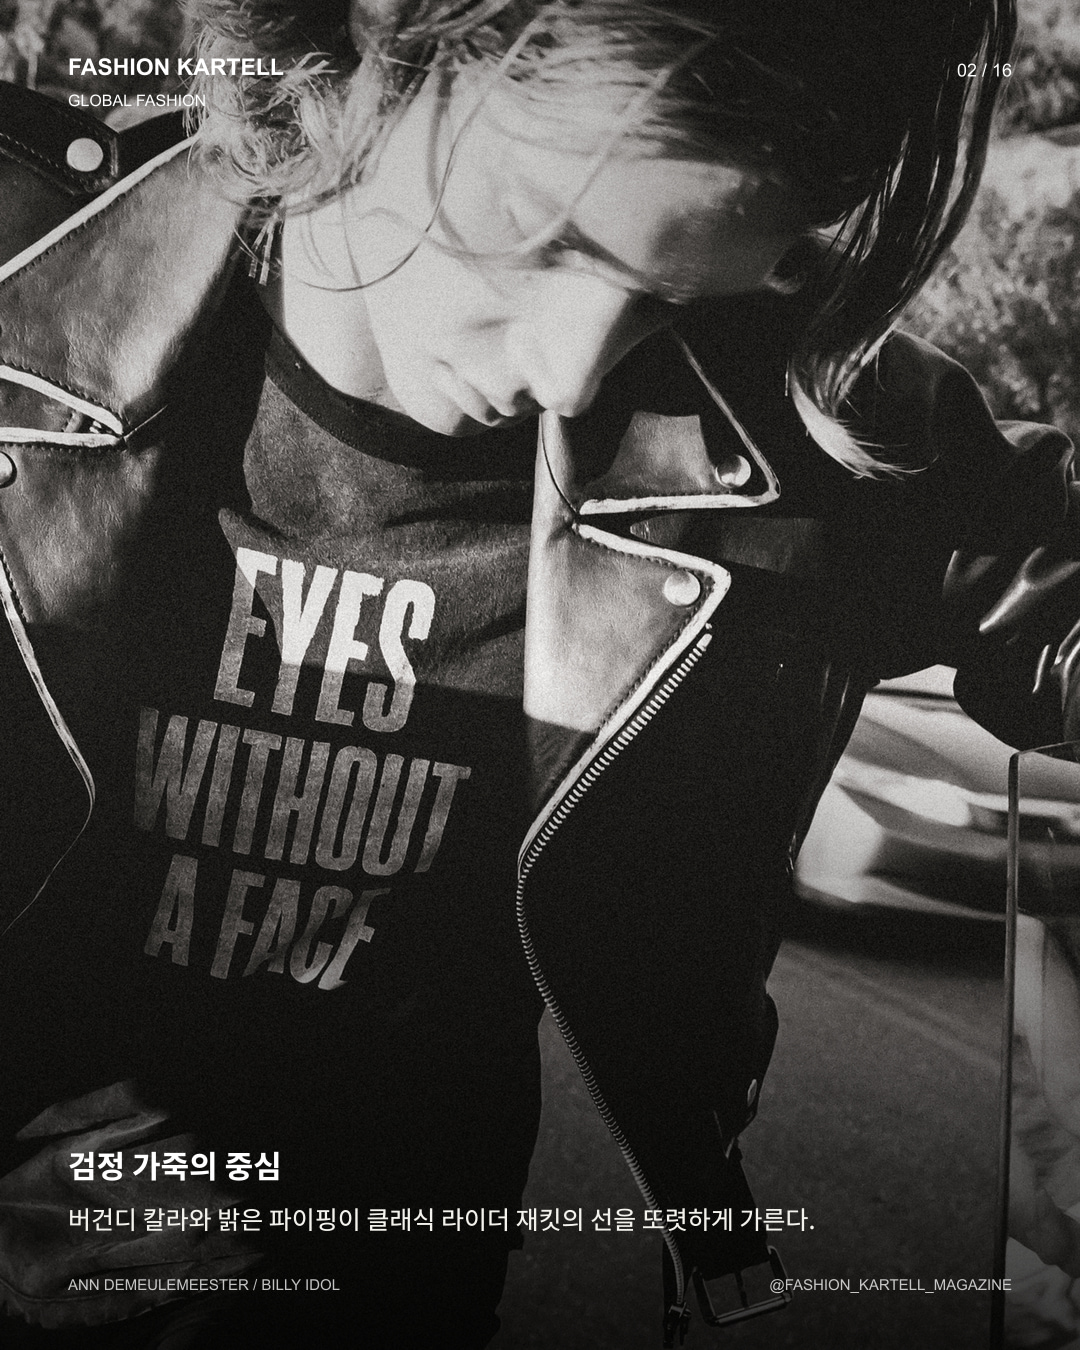 FASHION KARTELL
02 / 16
GLOBAL FASHION
EYES
WITHOUT
A FACE
검정 가죽의 중심
버건디 칼라와 밝은 파이핑이 클래식 라이더 재킷의 선을 또렷하게 가른다.
ANN DEMEULEMEESTER / BILLY IDOL
@FASHION_KARTELL_MAGAZINE